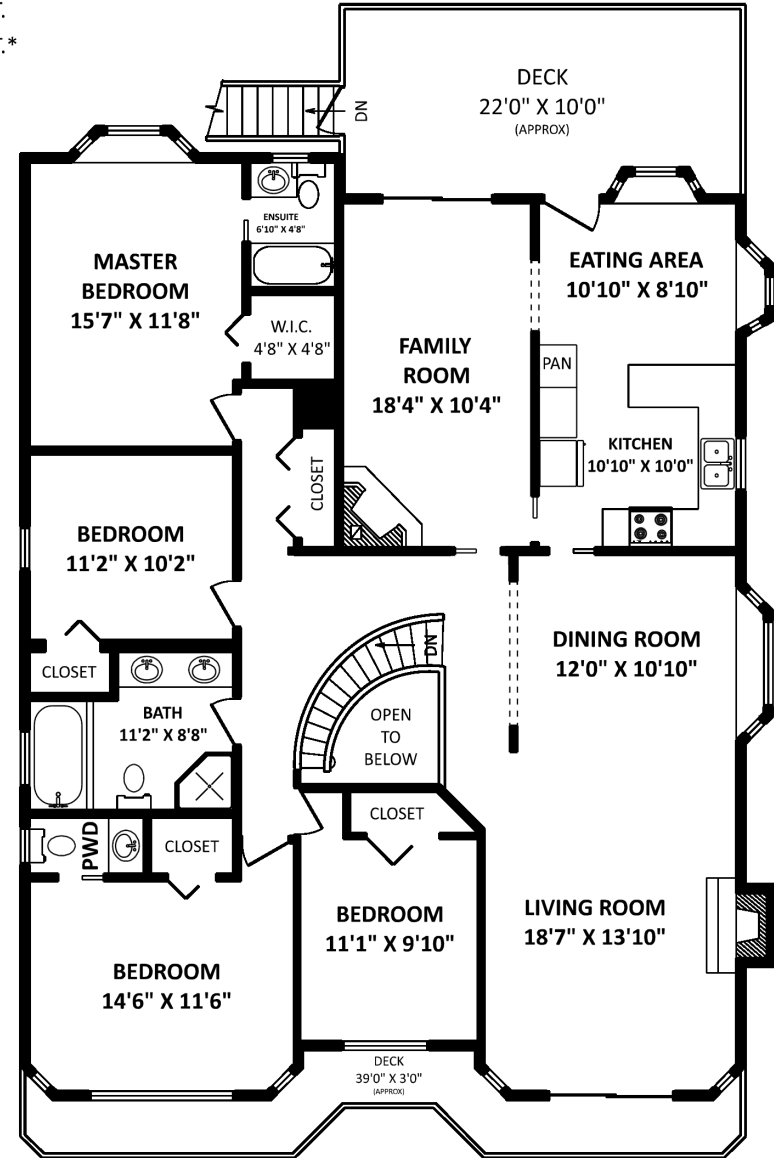 DECK
22'0" X 10'0"
(APPROX)
DN
ENSUITE
6'10" X 4'8"
MASTER
BEDROOM
15'7" X 11'8"
W.I.C.
4'8" X 4'8"
EATING AREA
10'10" X 8'10"
FAMILY
ROOM
18'4" X 10'4"
PAN
KITCHEN
10'10" X 10'0"
CLOSET
BEDROOM
11'2" X 10'2"
CLOSET
DN
DINING ROOM
12'0" X 10'10"
BATH
11'2" X 8'8"
OPEN
TO
BELOW
PWD
CLOSET
CLOSET
BEDROOM
11'1" X 9'10"
LIVING ROOM
18'7" X 13'10"
BEDROOM
14'6" X 11'6"
DECK
39'0" X 3'0"
(APPROX)